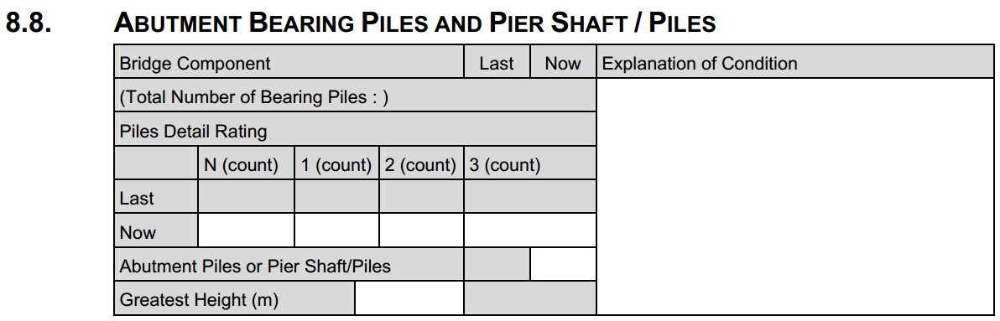 8.8. ABUTMENT BEARING PILES AND PIER SHAFT / PILES
Bridge Component Last Now Explanation of Condition
(Total Number of Bearing Piles : )
Piles Detail Rating
N (count) 1 (count) 2 (count) 3 (count)
Last
Now
Abutment Piles or Pier Shaft/Piles
Greatest Height (m)